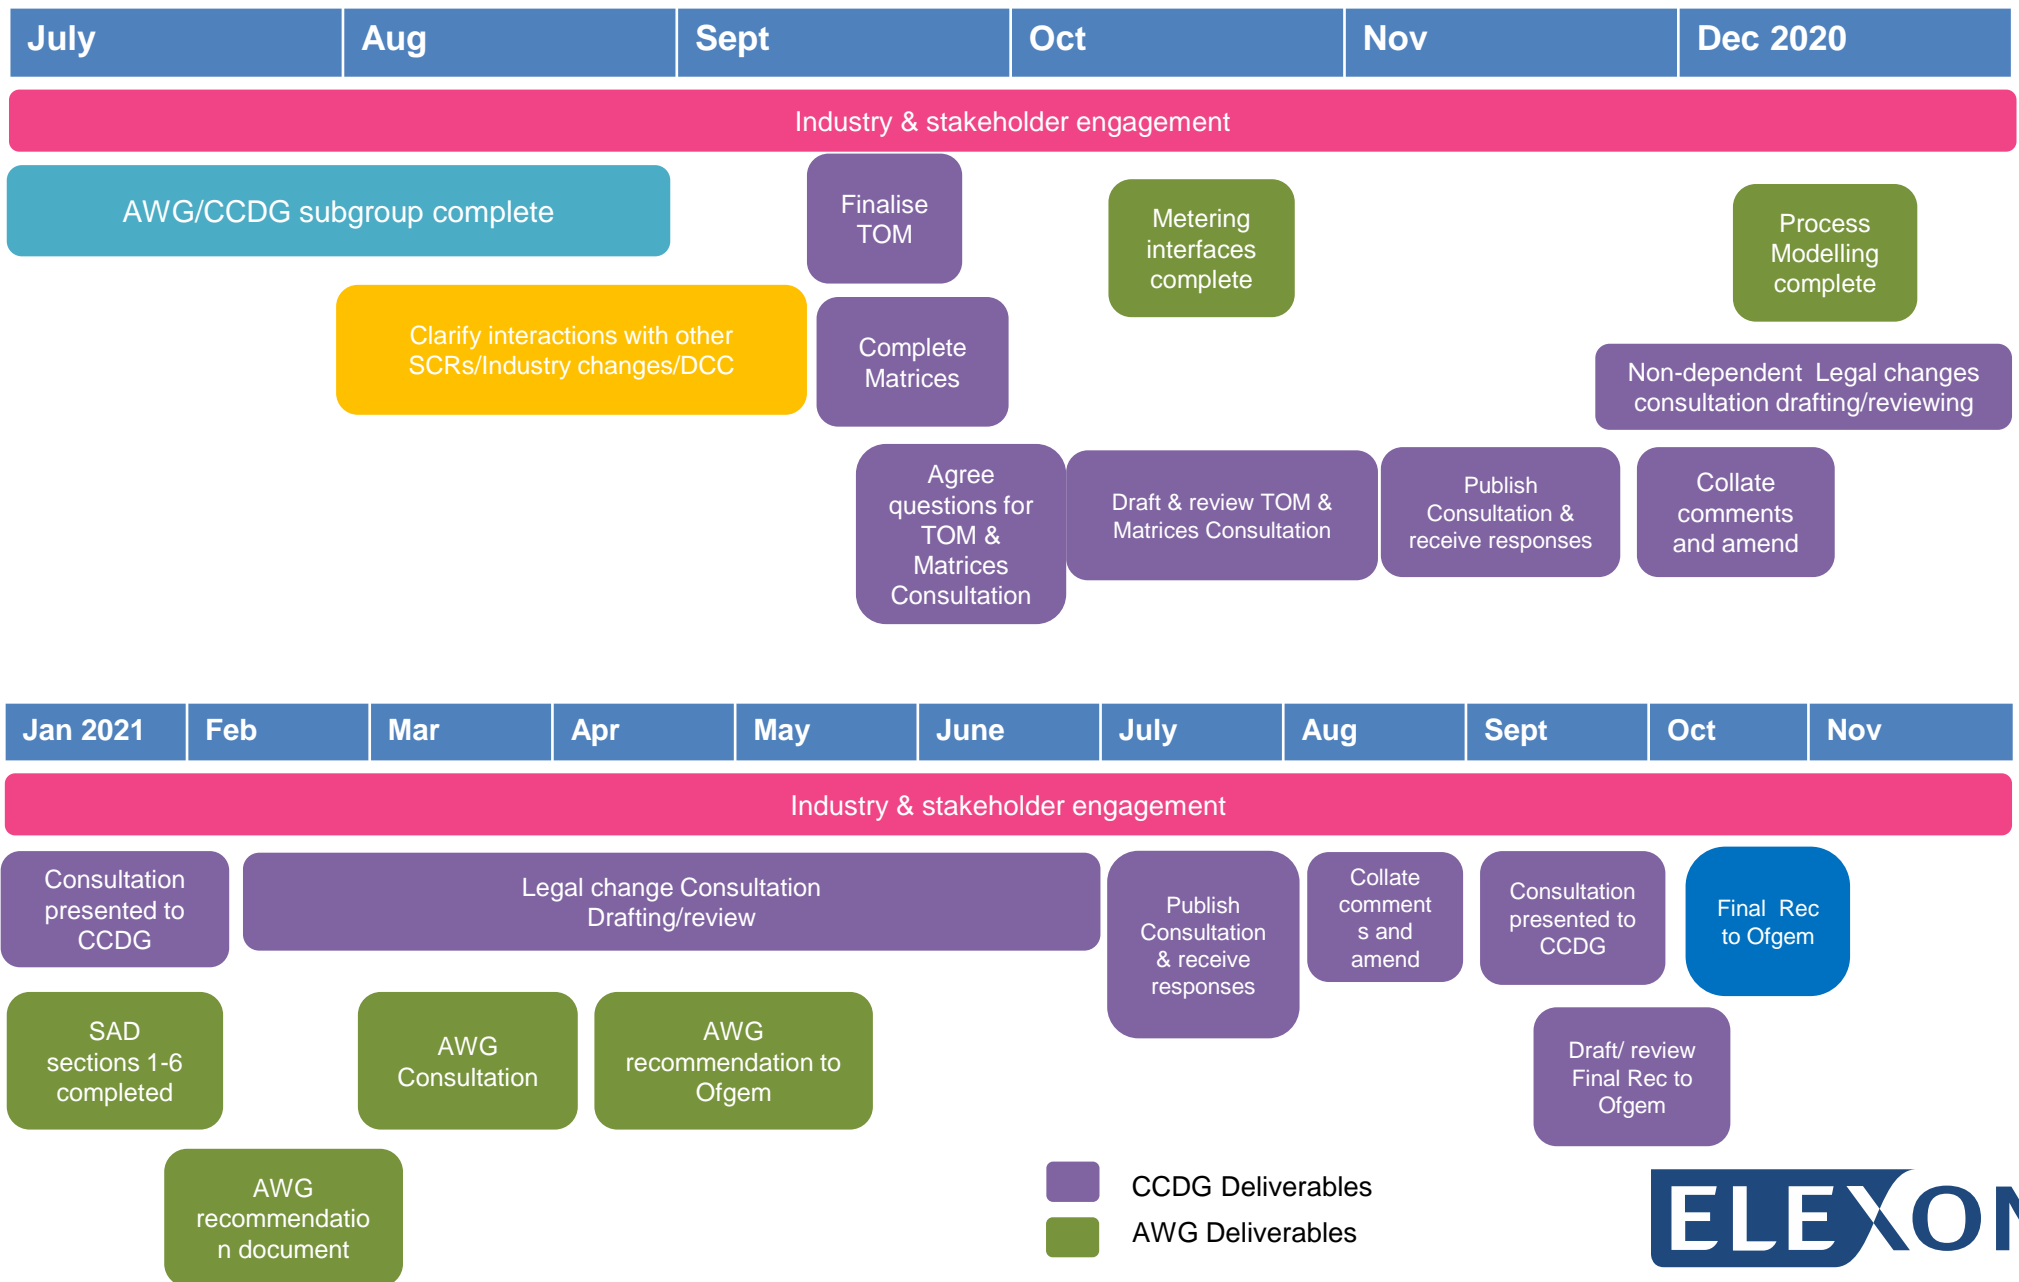 July
Aug
Sept
Oct
Nov
Dec 2020
Industry & stakeholder engagement
AWG/CCDG subgroup complete
Finalise
TOM
Metering
interfaces
complete
Process
Modelling
complete
Clarify interactions with other
SCRs/Industry changes/DCC
Complete
Matrices
Non-dependent  Legal changes
consultation drafting/reviewing
Agree
questions for
TOM &
Matrices
Consultation
Draft & review TOM &
Matrices Consultation
Publish
Consultation &
receive responses
Collate
comments
and amend
Jan 2021
Feb
Mar
Apr
May
June
July
Aug
Sept
Oct
Nov
Industry & stakeholder engagement
Consultation
presented to
CCDG
Legal change Consultation
Drafting/review
Publish
Consultation
& receive
responses
Collate
comment
s and
amend
Consultation
presented to
CCDG
Final  Rec
to Ofgem
SAD
sections 1-6
completed
AWG
Consultation
AWG
recommendation to
Ofgem
Draft/ review
Final Rec to
Ofgem
AWG
recommendatio
n document
CCDG Deliverables
AWG Deliverables
ELEXON